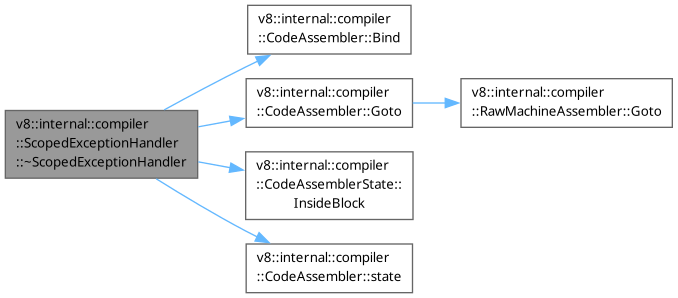 v8::internal::compiler
::ScopedExceptionHandler
::~ScopedExceptionHandler
v8::internal::compiler
::CodeAssembler::Bind
v8::internal::compiler
::CodeAssembler::Goto
v8::internal::compiler
::RawMachineAssembler::Goto
v8::internal::compiler
::CodeAssemblerState::
InsideBlock
v8::internal::compiler
::CodeAssembler::state